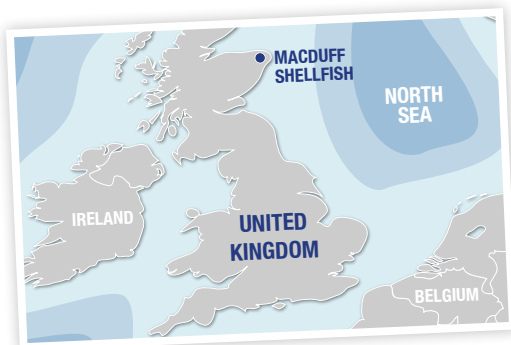 MACDUFF
SHELLFISH
NORTH
SEA
IRELAND
UNITED
KINGDOM
BELGIUM